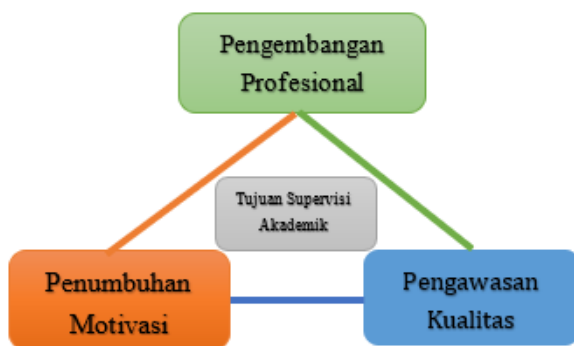 Pengembangan
Profesional
Tujuan Supervisi
Akademik
Penumbuhan
Motivasi
Pengawasan
Kualitas